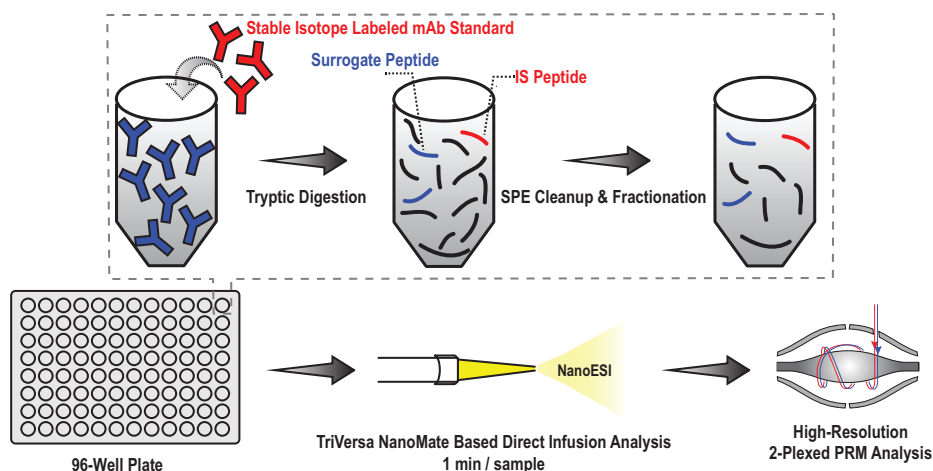 Stable Isotope Labeled mAb Standard
Surrogate Peptide
IS Peptide
Tryptic Digestion
SPE Cleanup & Fractionation
NanoESI
TriVersa NanoMate Based Direct Infusion Analysis
1 min / sample
High-Resolution
2-Plexed PRM Analysis
96-Well Plate